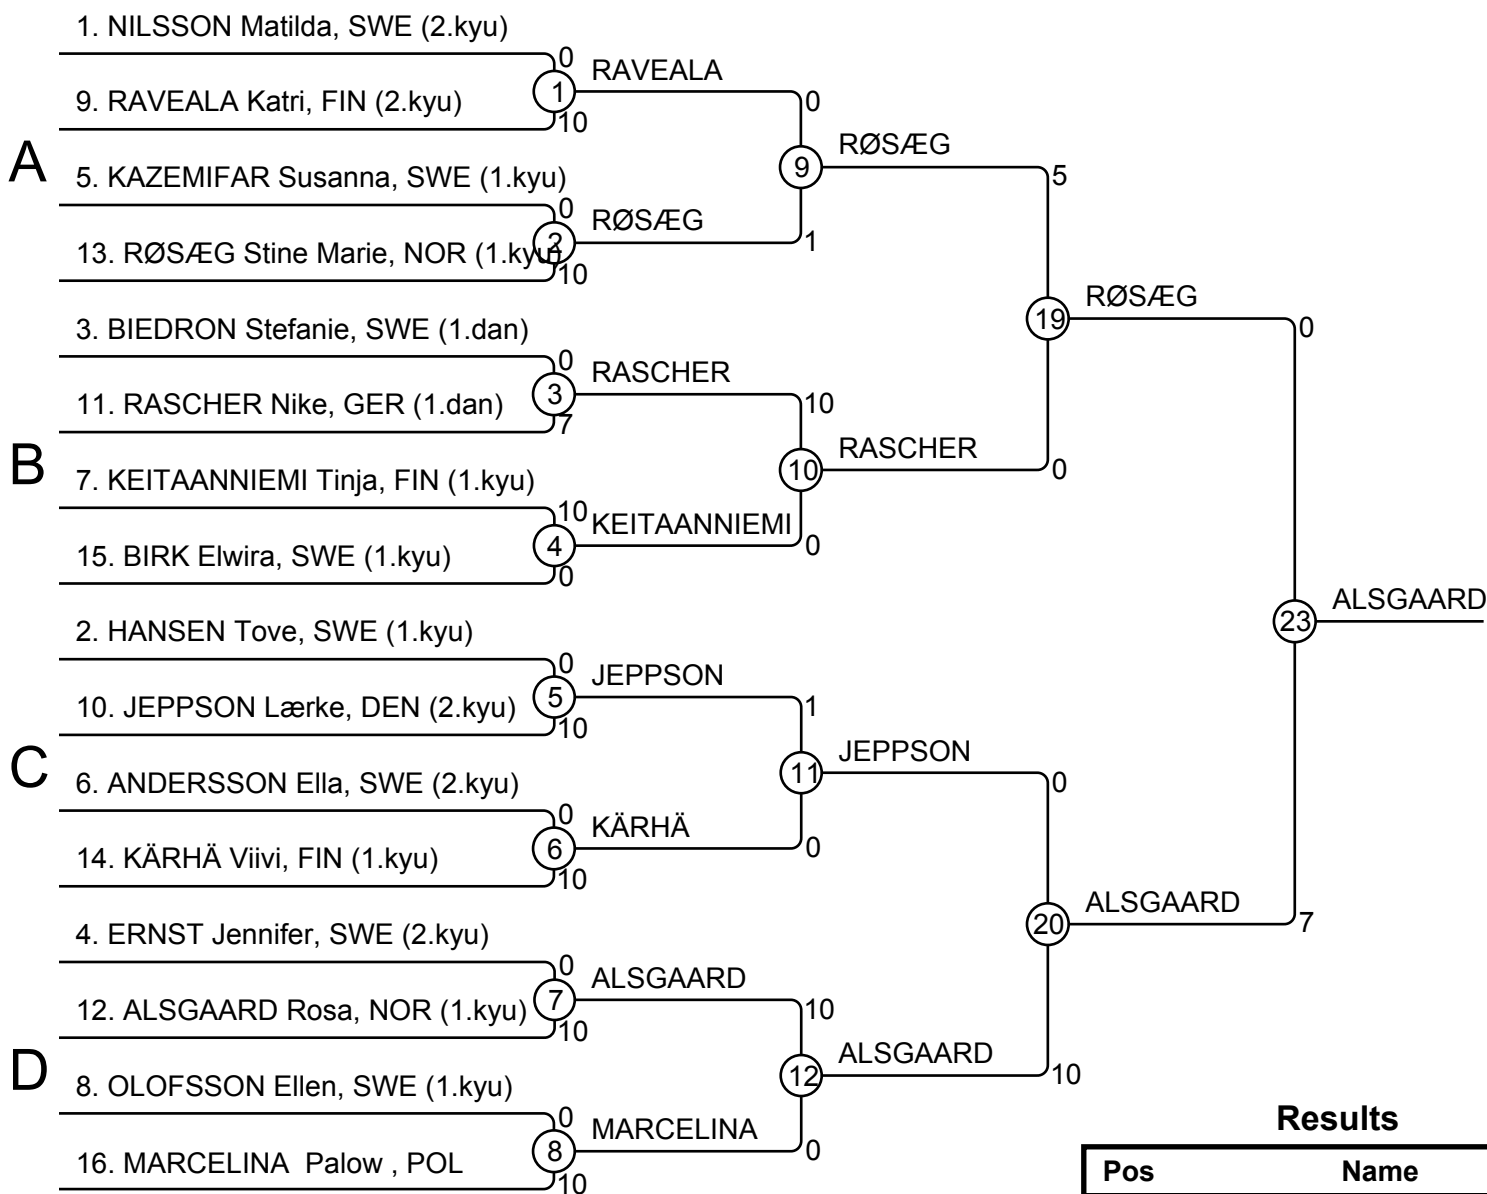 1. NILSSON Matilda, SWE (2.kyu)
0
1
RAVEALA
9. RAVEALA Katri, FIN (2.kyu)
10
0
A
9
RØSÆG
5. KAZEMIFAR Susanna, SWE (1.kyu)
0
2
RØSÆG
13. RØSÆG Stine Marie, NOR (1.kyu)
10
1
5
3. BIEDRON Stefanie, SWE (1.dan)
0
3
RASCHER
11. RASCHER Nike, GER (1.dan)
7
10
19
RØSÆG
0
B
10
RASCHER
0
7. KEITAANNIEMI Tinja, FIN (1.kyu)
10
4
KEITAANNIEMI
15. BIRK Elwira, SWE (1.kyu)
0
0
23
ALSGAARD
2. HANSEN Tove, SWE (1.kyu)
0
5
JEPPSON
10. JEPPSON Lærke, DEN (2.kyu)
10
1
C
11
JEPPSON
0
6. ANDERSSON Ella, SWE (2.kyu)
0
6
KÄRHÄ
14. KÄRHÄ Viivi, FIN (1.kyu)
10
0
20
ALSGAARD
7
4. ERNST Jennifer, SWE (2.kyu)
0
7
ALSGAARD
12. ALSGAARD Rosa, NOR (1.kyu)
10
10
D
12
ALSGAARD
10
8. OLOFSSON Ellen, SWE (1.kyu)
0
8
MARCELINA
16. MARCELINA Palow , POL
10
0
Results
Pos Name